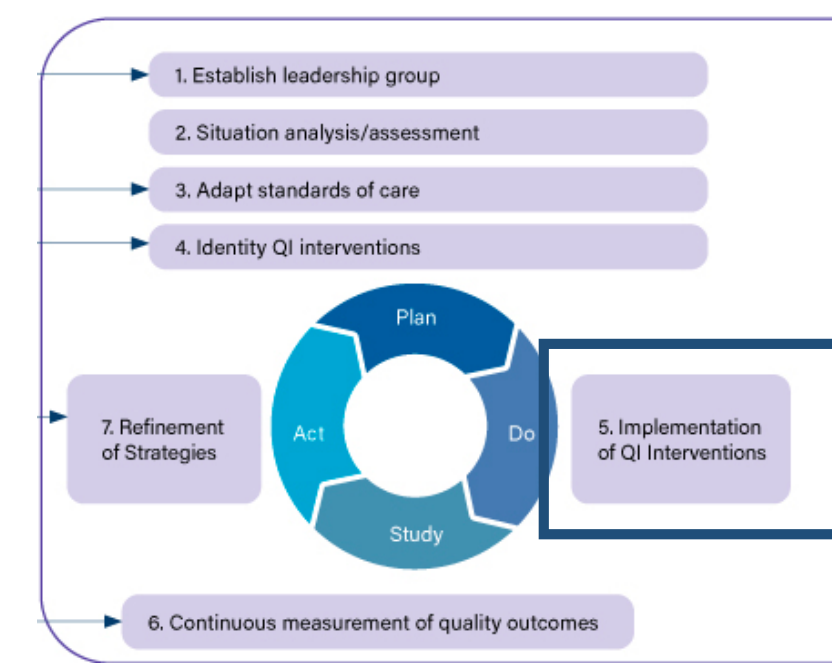 1. Establish leadership group
2. Situation analysis/assessment
3. Adapt standards of care
4. Identity QI interventions
Plan
7. Refinement
of Strategies
Act
Do
5. Implementation
of QI Interventions
Study
6. Continuous measurement of quality outcomes